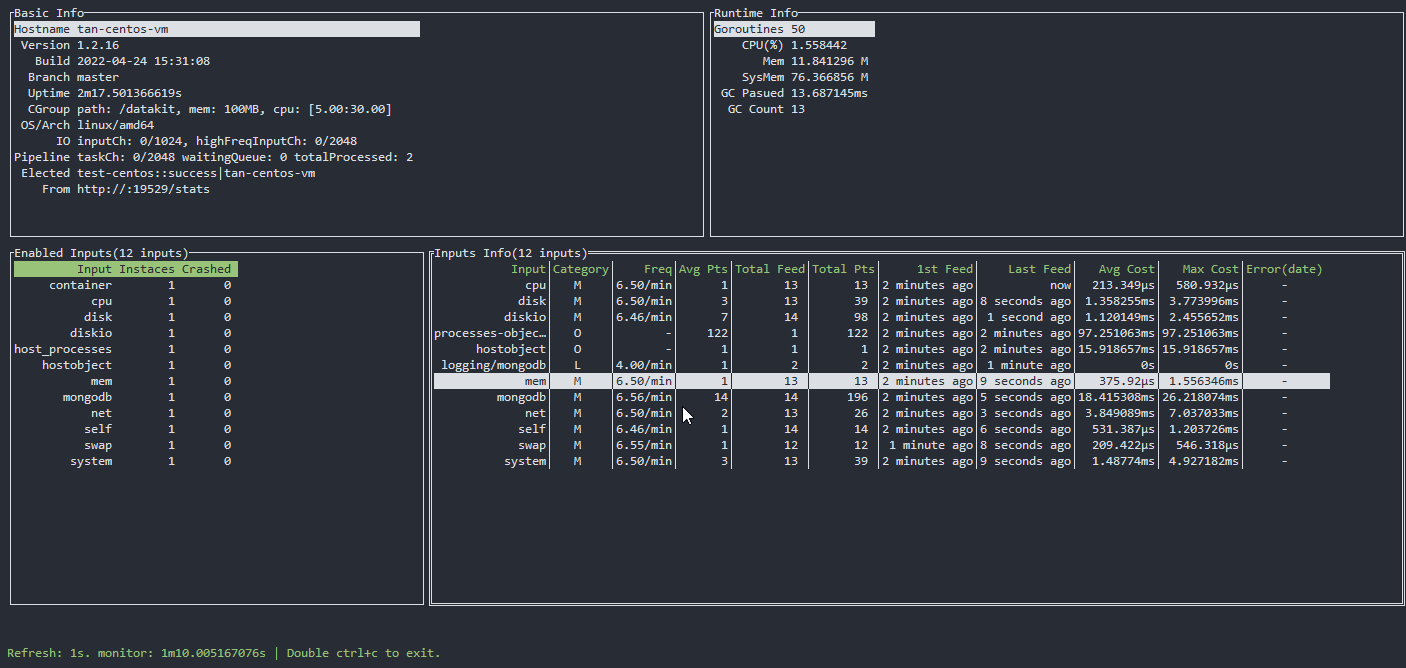 Basic Info
Hostname tan-centos-vm
Version 1.2.16
Build 2022-04-24 15:31:08
Branch master
Uptime 2m17.501366619s
CGroup path: /datakit, mem: 100MB, cpu: [5.00:30.00]
OS/Arch linux/amd64
IO inputCh: 0/1024, highFreqInputCh: 0/2048
Pipeline taskCh: 0/2048 waitingQueue: 0 totalProcessed: 2
Elected test-centos::success|tan-centos-vm
From http://:19529/stats
Runtime Info
Goroutines 50
CPU(%) 1.558442
Mem 11.841296 M
SysMem 76.366856 M
GC Pasued 13.687145ms
GC Count 13
Enabled Inputs(12 inputs)
Input Instaces Crashed
container 1 0
cpu 1 0
disk 1 0
diskio 1 0
host_processes 1 0
hostobject 1 0
mem 1 0
mongodb 1 0
net 1 0
self 1 0
swap 1 0
system 1 0
Inputs Info(12 inputs)
Input Category Freq Avg Pts Total Feed Total Pts 1st Feed Last Feed Avg Cost Max Cost Error(date)
cpu M 6.50/min 1 13 13 2 minutes ago now 213.349µs 580.932µs -
disk M 6.50/min 3 13 39 2 minutes ago 8 seconds ago 1.358255ms 3.773996ms -
diskio M 6.46/min 7 14 98 2 minutes ago 1 second ago 1.120149ms 2.455652ms -
processes-objec… O - 122 1 122 2 minutes ago 2 minutes ago 97.251063ms 97.251063ms -
hostobject O - 1 1 1 2 minutes ago 2 minutes ago 15.918657ms 15.918657ms -
logging/mongodb L 4.00/min 1 2 2 2 minutes ago 1 minute ago 0s 0s -
mem M 6.50/min 1 13 13 2 minutes ago 9 seconds ago 375.92µs 1.556346ms -
mongodb M 6.56/min 14 14 196 2 minutes ago 5 seconds ago 18.415308ms 26.218074ms -
net M 6.50/min 2 13 26 2 minutes ago 3 seconds ago 3.849089ms 7.037033ms -
self M 6.46/min 1 14 14 2 minutes ago 6 seconds ago 531.387µs 1.203726ms -
swap M 6.55/min 1 12 12 1 minute ago 8 seconds ago 209.422µs 546.318µs -
system M 6.50/min 3 13 39 2 minutes ago 9 seconds ago 1.48774ms 4.927182ms -
Refresh: 1s. monitor: 1m10.005167076s | Double ctrl+c to exit.